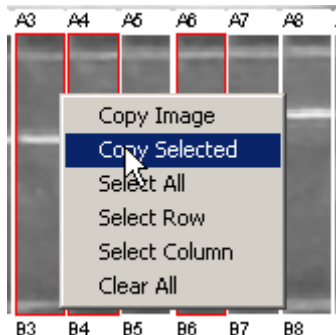 A3 A4 A5 A6 A7 A8
Copy Image
Copy Selected
Select All
Select Row
Select Column
Clear All
B3 B4 B5 B6 B7 B8